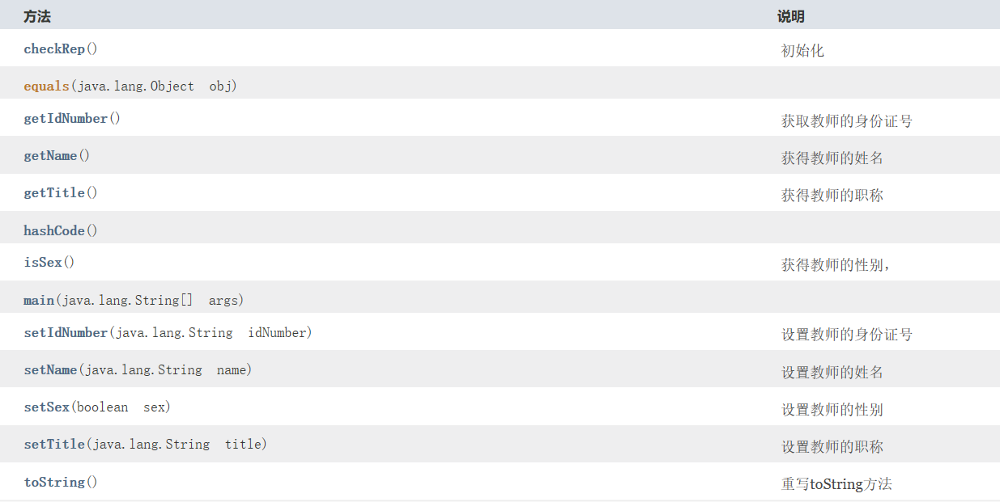 方法 说明
checkRep() 初始化
equals(java.lang.Object obj)
getIdNumber() 获取教师的身份证号
getName() 获得教师的姓名
getTitle() 获得教师的职称
hashCode()
isSex() 获得教师的性别，
main(java.lang.String[] args)
setIdNumber(java.lang.String idNumber) 设置教师的身份证号
setName(java.lang.String name) 设置教师的姓名
setSex(boolean sex) 设置教师的性别
setTitle(java.lang.String title) 设置教师的职称
toString() 重写toString方法